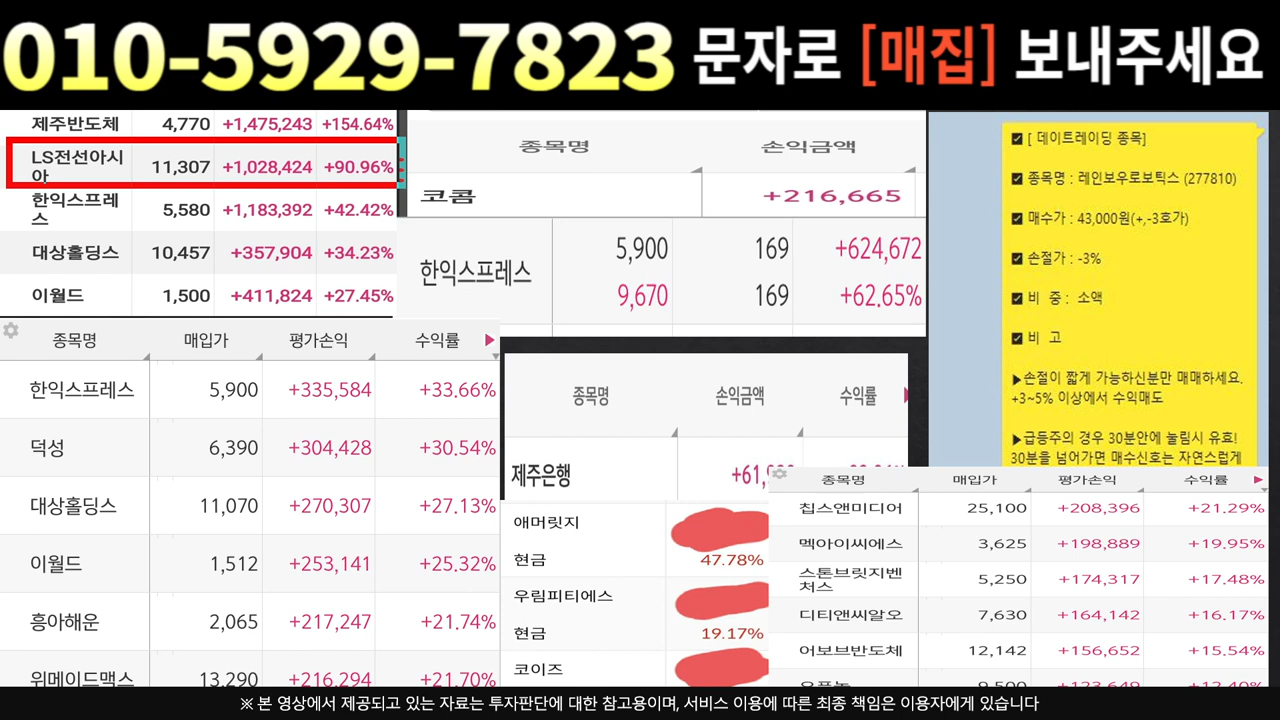 010-5929-7823 문자로 [매집] 보내주세요
제주반도체 4,770 +1,475,243 +154.64%
LS전선아시
아 11,307 +1,028,424 +90.96%
한익스프레
스 5,580 +1,183,392 +42.42%
대상홀딩스 10,457 +357,904 +34.23%
이월드 1,500 +411,824 +27.45%
종목명 손익금액
코콤 +216,665
한익스프레스 5,900 169 +624,672
9,670 169 +62.65%
☑ [ 데이트레이딩 종목]
☑ 종목명 : 레인보우로보틱스 (277810)
☑ 매수가 : 43,000원(+,-3호가)
☑ 손절가 : -3%
☑ 비 중 : 소액
☑ 비 고
▶손절이 짧게 가능하신분만 매매하세요.
+3~5% 이상에서 수익매도
▶급등주의 경우 30분안에 눌림시 유효!
30분을 넘어가면 매수신호는 자연스럽게
종목명 매입가 평가손익 수익률
한익스프레스 5,900 +335,584 +33.66%
덕성 6,390 +304,428 +30.54%
대상홀딩스 11,070 +270,307 +27.13%
이월드 1,512 +253,141 +25.32%
흥아해운 2,065 +217,247 +21.74%
위메이드맥스 13,290 +216,294 +21.70%
종목명 손익금액 수익률
제주은행 +61,
애머릿지
현금 47.78%
우림피티에스
현금 19.17%
코이즈
종목명 매입가 평가손익 수익률
칩스앤미디어 25,100 +208,396 +21.29%
멕아이씨에스 3,625 +198,889 +19.95%
스톤브릿지벤
처스 5,250 +174,317 +17.48%
디티앤씨알오 7,630 +164,142 +16.17%
어보브반도체 12,142 +156,652 +15.54%
9,500 +123,649 +12.40%
※ 본 영상에서 제공되고 있는 자료는 투자판단에 대한 참고용이며, 서비스 이용에 따른 최종 책임은 이용자에게 있습니다